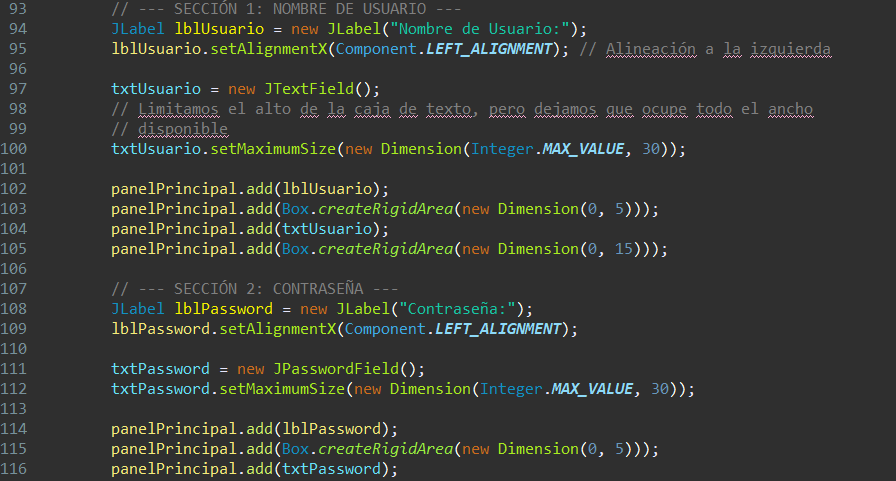 93 // --- SECCIÓN 1: NOMBRE DE USUARIO ---
94 JLabel lblUsuario = new JLabel("Nombre de Usuario:");
95 lblUsuario.setAlignmentX(Component.LEFT_ALIGNMENT); // Alineación a la izquierda
96
97 txtUsuario = new JTextField();
98 // Limitamos el alto de la caja de texto, pero dejamos que ocupe todo el ancho
99 // disponible
100 txtUsuario.setMaximumSize(new Dimension(Integer.MAX_VALUE, 30));
101
102 panelPrincipal.add(lblUsuario);
103 panelPrincipal.add(Box.createRigidArea(new Dimension(0, 5)));
104 panelPrincipal.add(txtUsuario);
105 panelPrincipal.add(Box.createRigidArea(new Dimension(0, 15)));
106
107 // --- SECCIÓN 2: CONTRASEÑA ---
108 JLabel lblPassword = new JLabel("Contraseña:");
109 lblPassword.setAlignmentX(Component.LEFT_ALIGNMENT);
110
111 txtPassword = new JPasswordField();
112 txtPassword.setMaximumSize(new Dimension(Integer.MAX_VALUE, 30));
113
114 panelPrincipal.add(lblPassword);
115 panelPrincipal.add(Box.createRigidArea(new Dimension(0, 5)));
116 panelPrincipal.add(txtPassword);